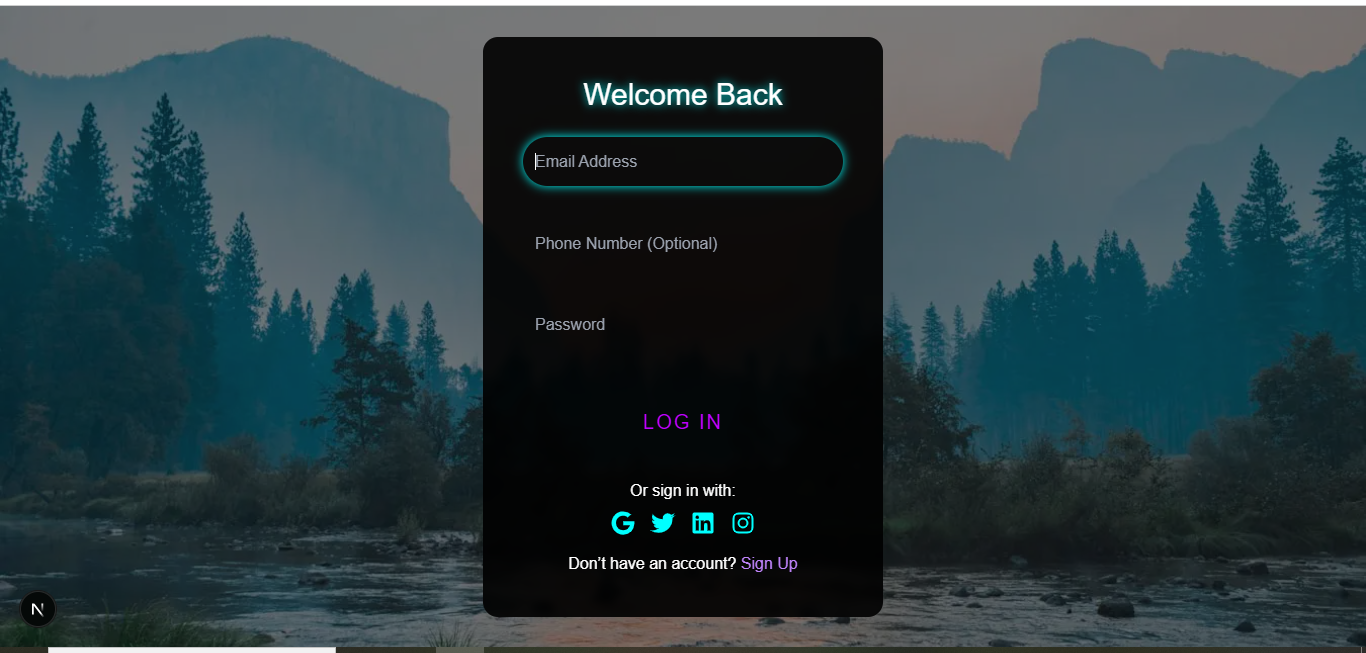 Welcome Back
Email Address
Phone Number (Optional)
Password
LOG IN
Or sign in with:
Don’t have an account? Sign Up
N